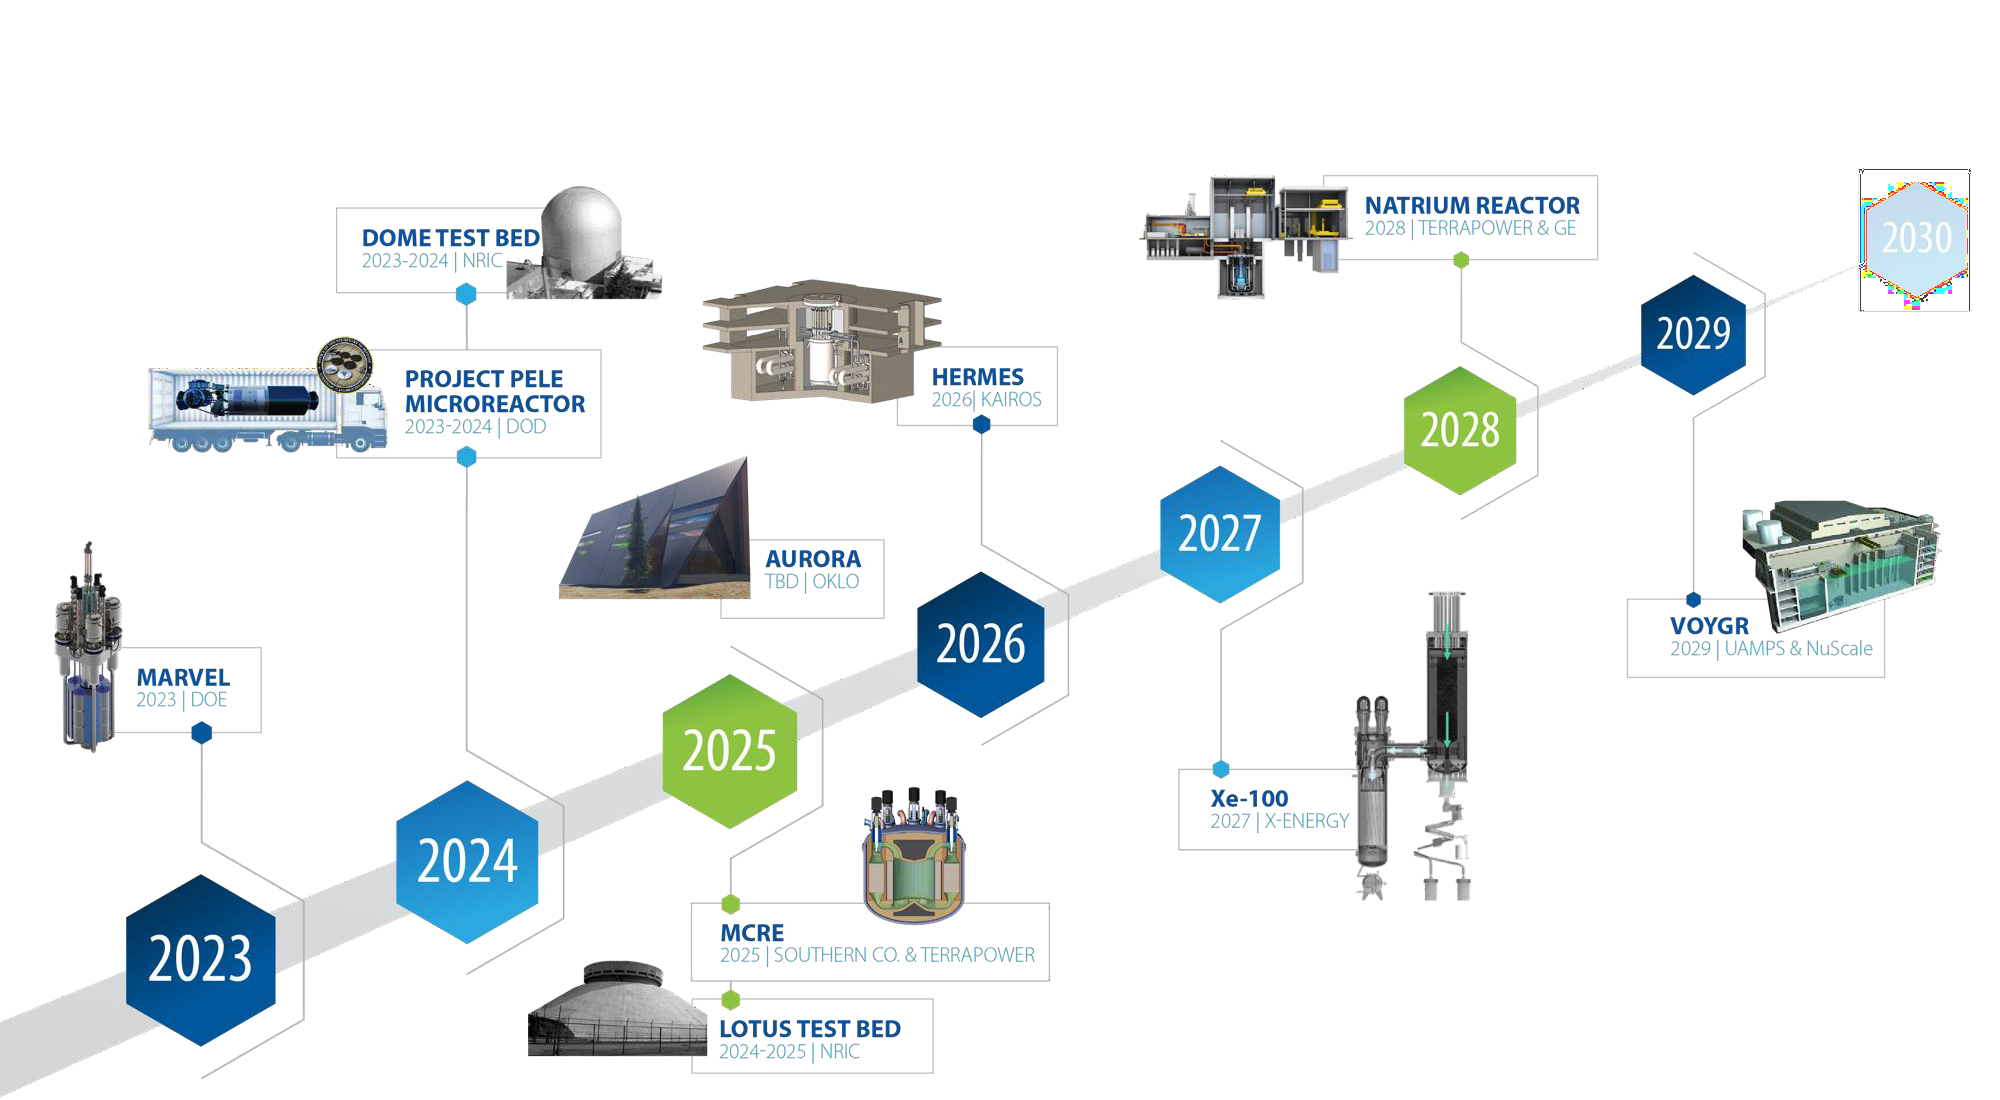 DOME TEST BED
2023-2024 | NRIC
PROJECT PELE
MICROREACTOR
2023-2024 | DOD
MARVEL
2023 | DOE
HERMES
2026| KAIROS
AURORA
TBD | OKLO
NATRIUM REACTOR
2028 | TERRAPOWER & GE
MCRE
2025 | SOUTHERN CO. & TERRAPOWER
LOTUS TEST BED
2024-2025 | NRIC
Xe-100
2027 | X-ENERGY
VOYGR
2029 | UAMPS & NuScale
2023
2024
2025
2026
2027
2028
2029
2030